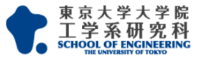 東京大学大学院
工学系研究科
SCHOOL OF ENGINEERING
THE UNIVERSITY OF TOKYO